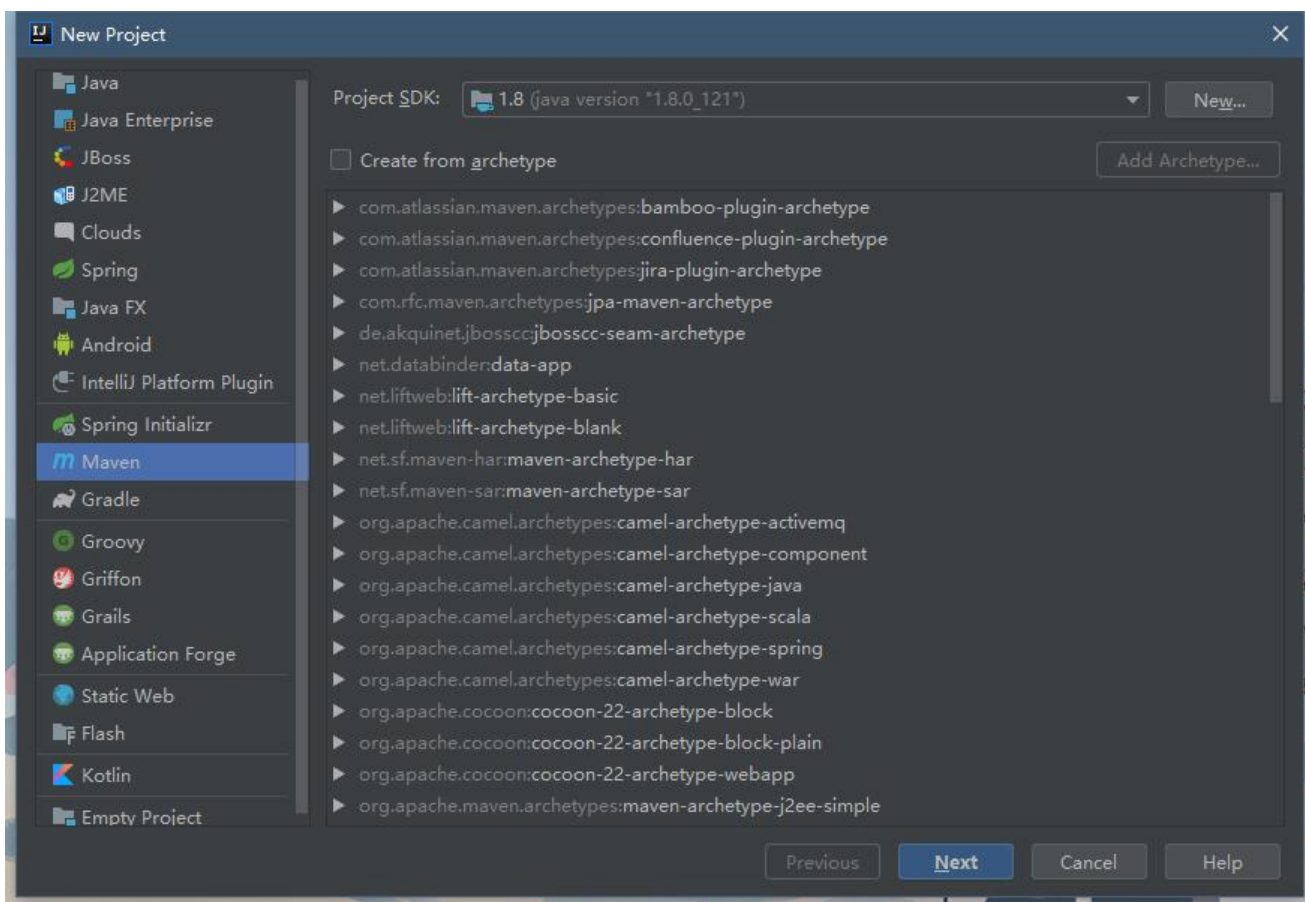 New Project
Java
Java Enterprise
JBoss
J2ME
Clouds
Spring
Java FX
Android
IntelliJ Platform Plugin
Spring Initializr
Maven
Gradle
Groovy
Griffon
Grails
Application Forge
Static Web
Flash
Kotlin
Empty Project
Project SDK: 1.8 (java version "1.8.0_121") New...
Create from archetype Add Archetype...
com.atlassian.maven.archetypes:bamboo-plugin-archetype
com.atlassian.maven.archetypes:confluence-plugin-archetype
com.atlassian.maven.archetypes:jira-plugin-archetype
com.rfc.maven.archetypes:jpa-maven-archetype
de.akquinet.jbosscc:jbosscc-seam-archetype
net.databinder:data-app
net.liftweb:lift-archetype-basic
net.liftweb:lift-archetype-blank
net.sf.maven-har:maven-archetype-har
net.sf.maven-sar:maven-archetype-sar
org.apache.camel.archetypes:camel-archetype-activemq
org.apache.camel.archetypes:camel-archetype-component
org.apache.camel.archetypes:camel-archetype-java
org.apache.camel.archetypes:camel-archetype-scala
org.apache.camel.archetypes:camel-archetype-spring
org.apache.camel.archetypes:camel-archetype-war
org.apache.cocoon:cocoon-22-archetype-block
org.apache.cocoon:cocoon-22-archetype-block-plain
org.apache.cocoon:cocoon-22-archetype-webapp
org.apache.maven.archetypes:maven-archetype-j2ee-simple
Previous Next Cancel Help